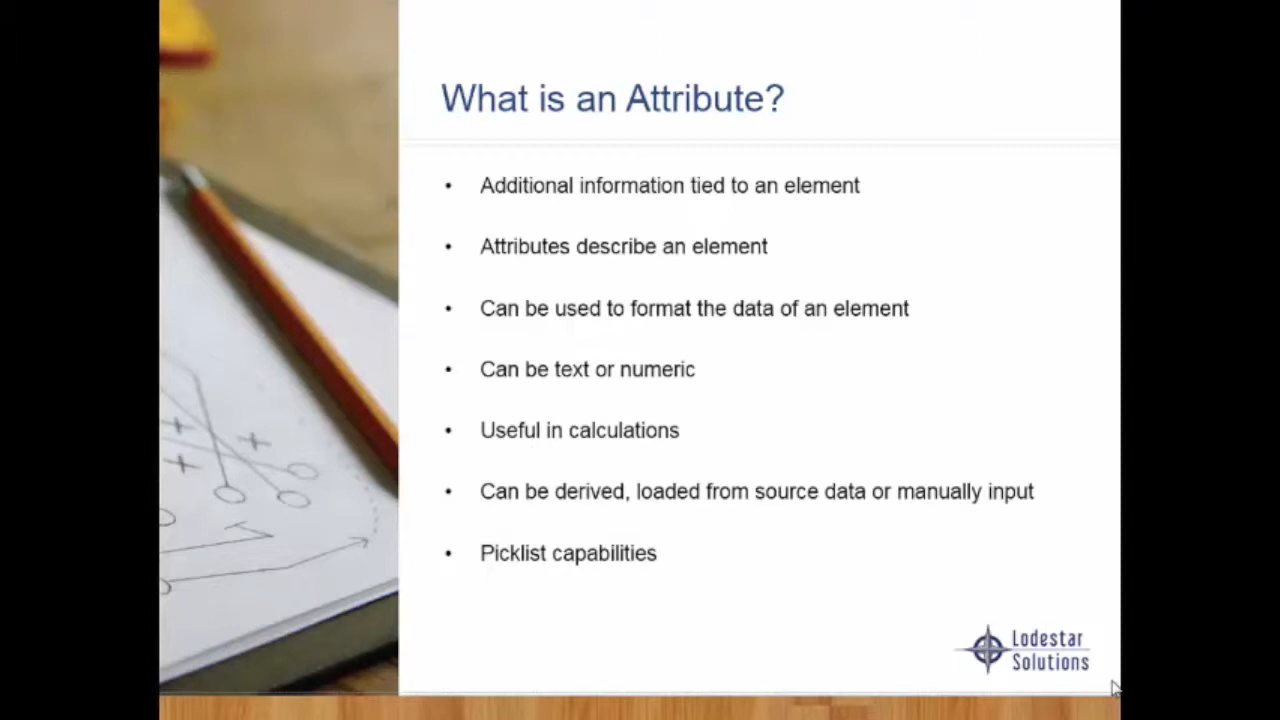 What is an Attribute?
• Additional information tied to an element
• Attributes describe an element
• Can be used to format the data of an element
• Can be text or numeric
• Useful in calculations
• Can be derived, loaded from source data or manually input
• Picklist capabilities
Lodestar
Solutions